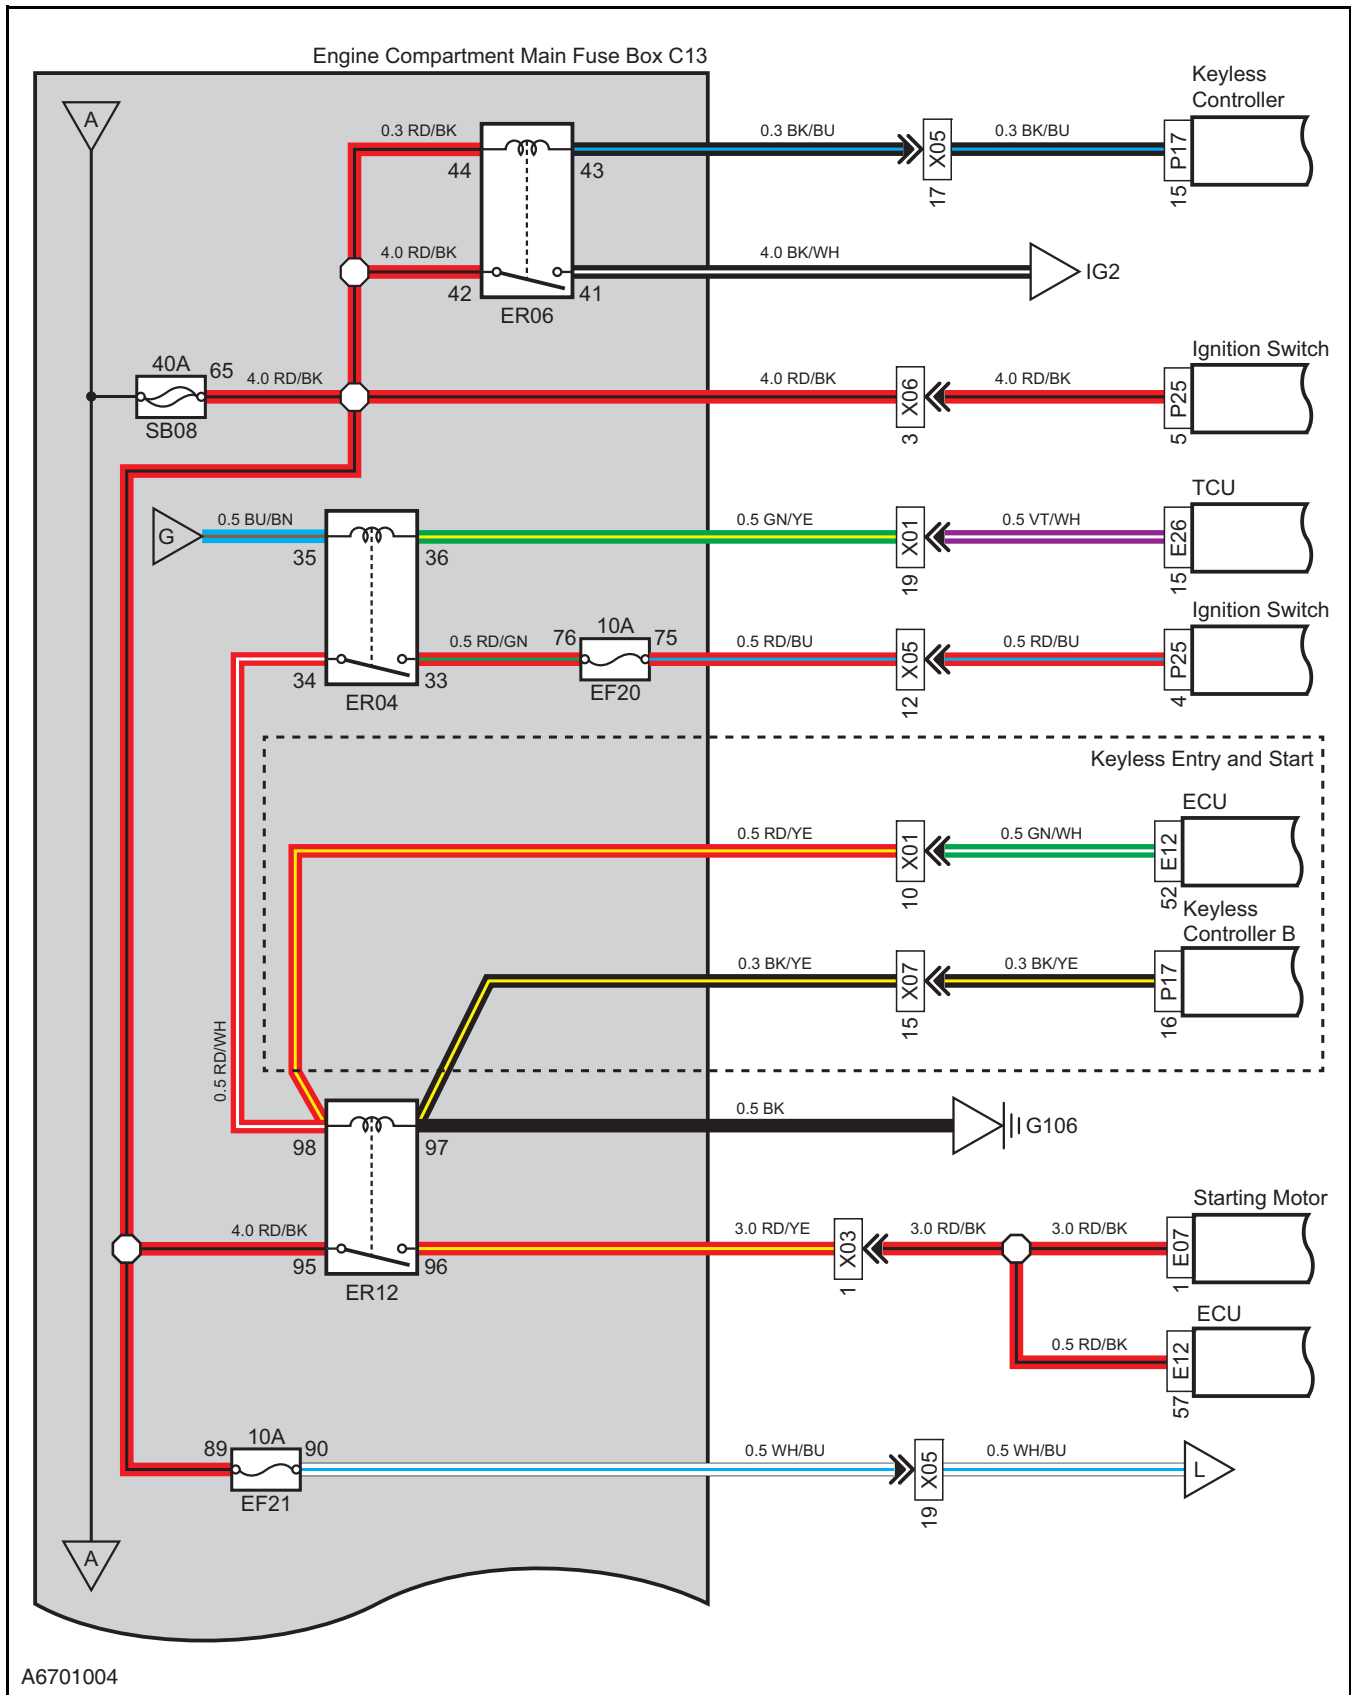 Engine Compartment Main Fuse Box C13
Keyless
Controller
A
0.3 RD/BK
0.3 BK/BU
X05
0.3 BK/BU
P17
44
43
17
15
4.0 RD/BK
4.0 BK/WH
IG2
42
41
ER06
Ignition Switch
40A
65
4.0 RD/BK
4.0 RD/BK
X06
4.0 RD/BK
P25
SB08
3
5
TCU
G
0.5 BU/BN
0.5 GN/YE
X01
0.5 VT/WH
E26
35
36
19
15
Ignition Switch
0.5 RD/GN
76
10A
75
0.5 RD/BU
X05
0.5 RD/BU
P25
34
33
ER04
EF20
12
4
Keyless Entry and Start
ECU
0.5 RD/YE
X01
0.5 GN/WH
E12
10
52
Keyless
Controller B
0.3 BK/YE
X07
0.3 BK/YE
P17
15
16
0.5 RD/WH
0.5 BK
G106
98
97
Starting Motor
4.0 RD/BK
3.0 RD/YE
X03
3.0 RD/BK
3.0 RD/BK
E07
95
96
ER12
1
1
ECU
0.5 RD/BK
E12
57
89
10A
90
0.5 WH/BU
X05
0.5 WH/BU
L
EF21
19
A
A6701004